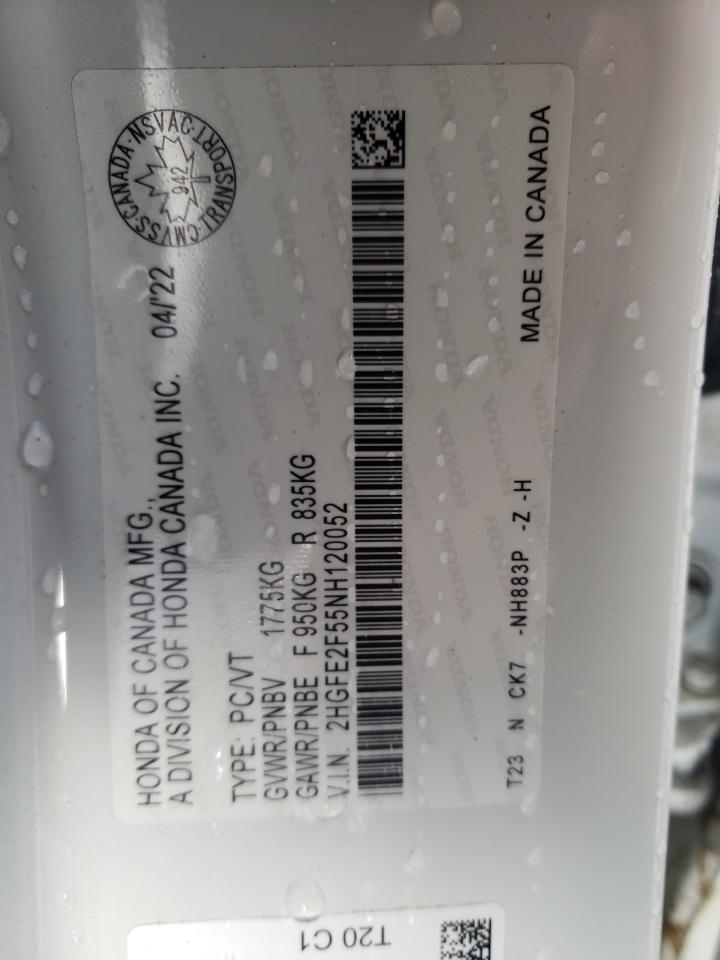 HONDA OF CANADA MFG.,
A DIVISION OF HONDA CANADA INC. 04/'22
CMVSS·CANADA·NSVAC·TRANSPORT
942
TYPE: PC/VT
GVWR/PNBV 1775KG
GAWR/PNBE F 950KG R 835KG
V.I.N. 2HGFE2F55NH120052
T23 N CK7 -NH883P -Z -H
MADE IN CANADA
T20 C1